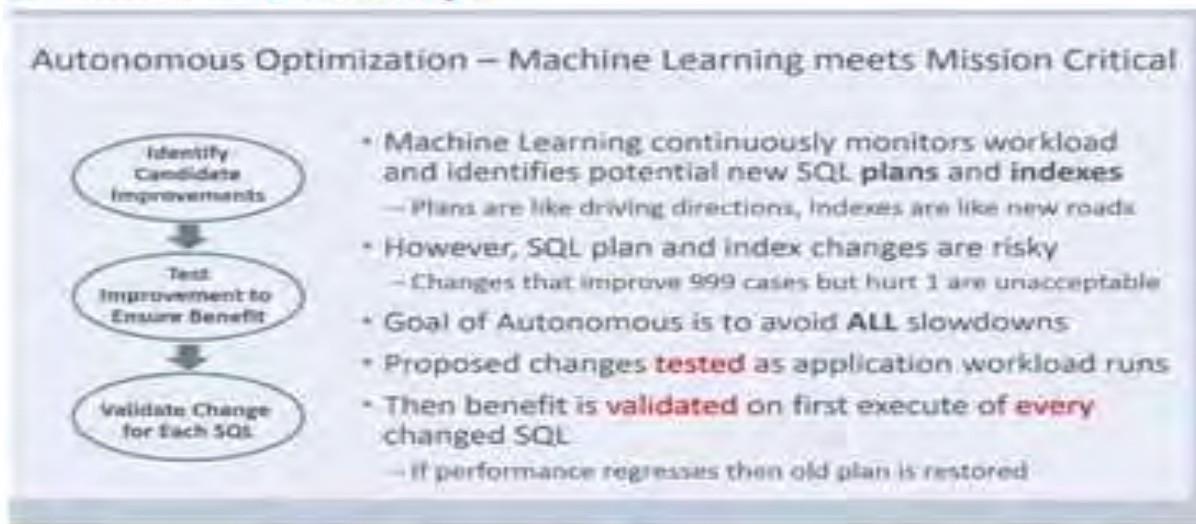 Autonomous Optimization – Machine Learning meets Mission Critical
Identify
Candidate
Improvements
Test
Improvement to
Ensure Benefit
Validate Change
for Each SQL
• Machine Learning continuously monitors workload
and identifies potential new SQL plans and indexes
– Plans are like driving directions, Indexes are like new roads
• However, SQL plan and index changes are risky
– Changes that improve 999 cases but hurt 1 are unacceptable
• Goal of Autonomous is to avoid ALL slowdowns
• Proposed changes tested as application workload runs
• Then benefit is validated on first execute of every
changed SQL
– If performance regresses then old plan is restored